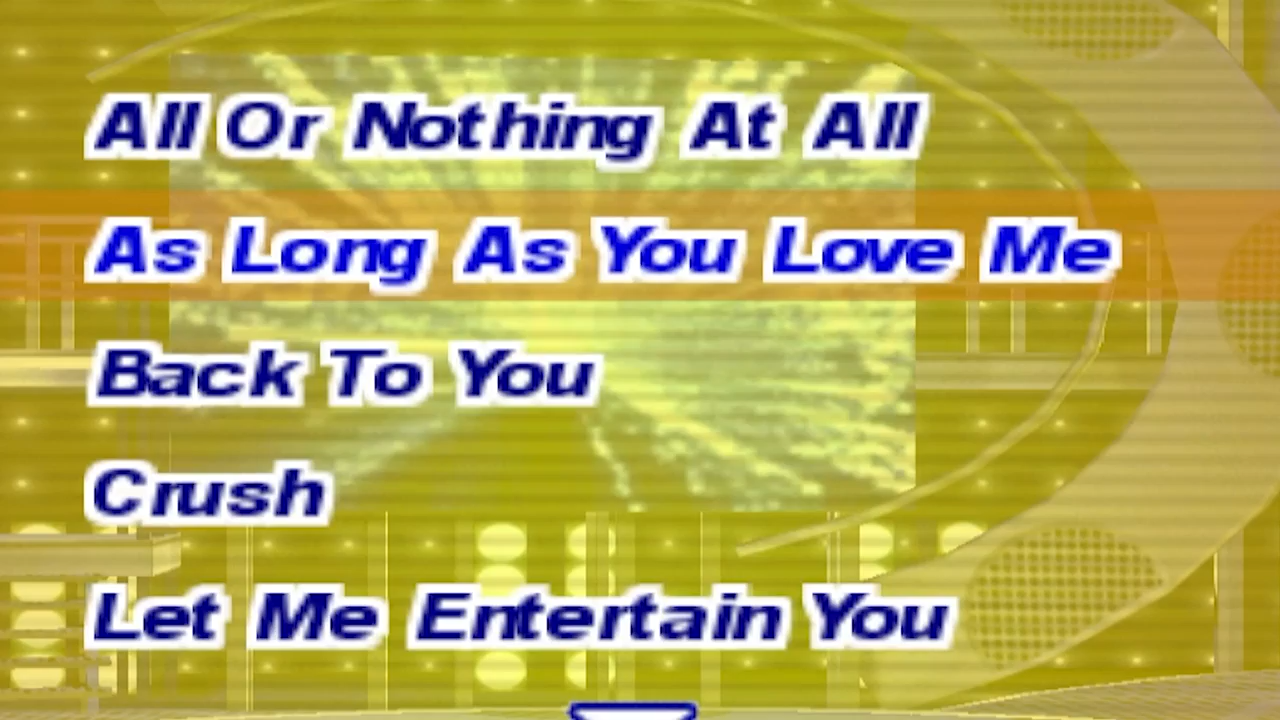 All Or Nothing At All
As Long As You Love Me
Back To You
Crush
Let Me Entertain You